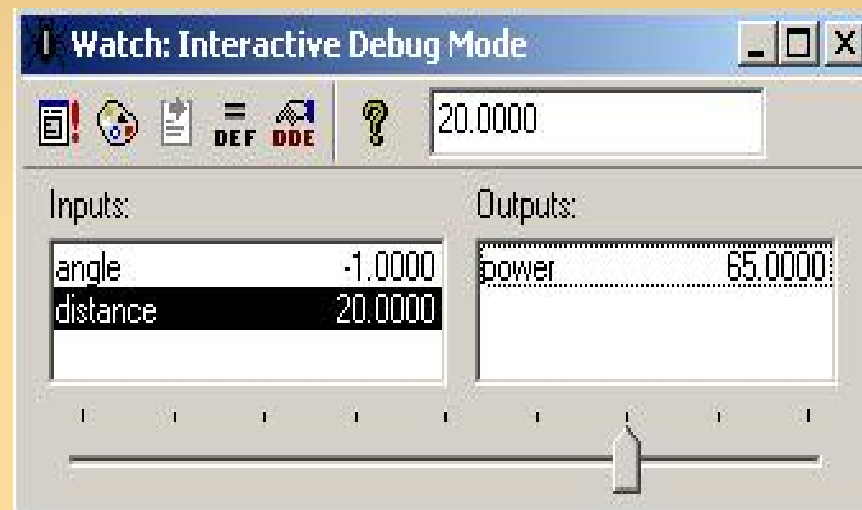 Watch: Interactive Debug Mode
= DEF DDE ? 20.0000
Inputs: Outputs:
angle -1.0000 power 65.0000
distance 20.0000